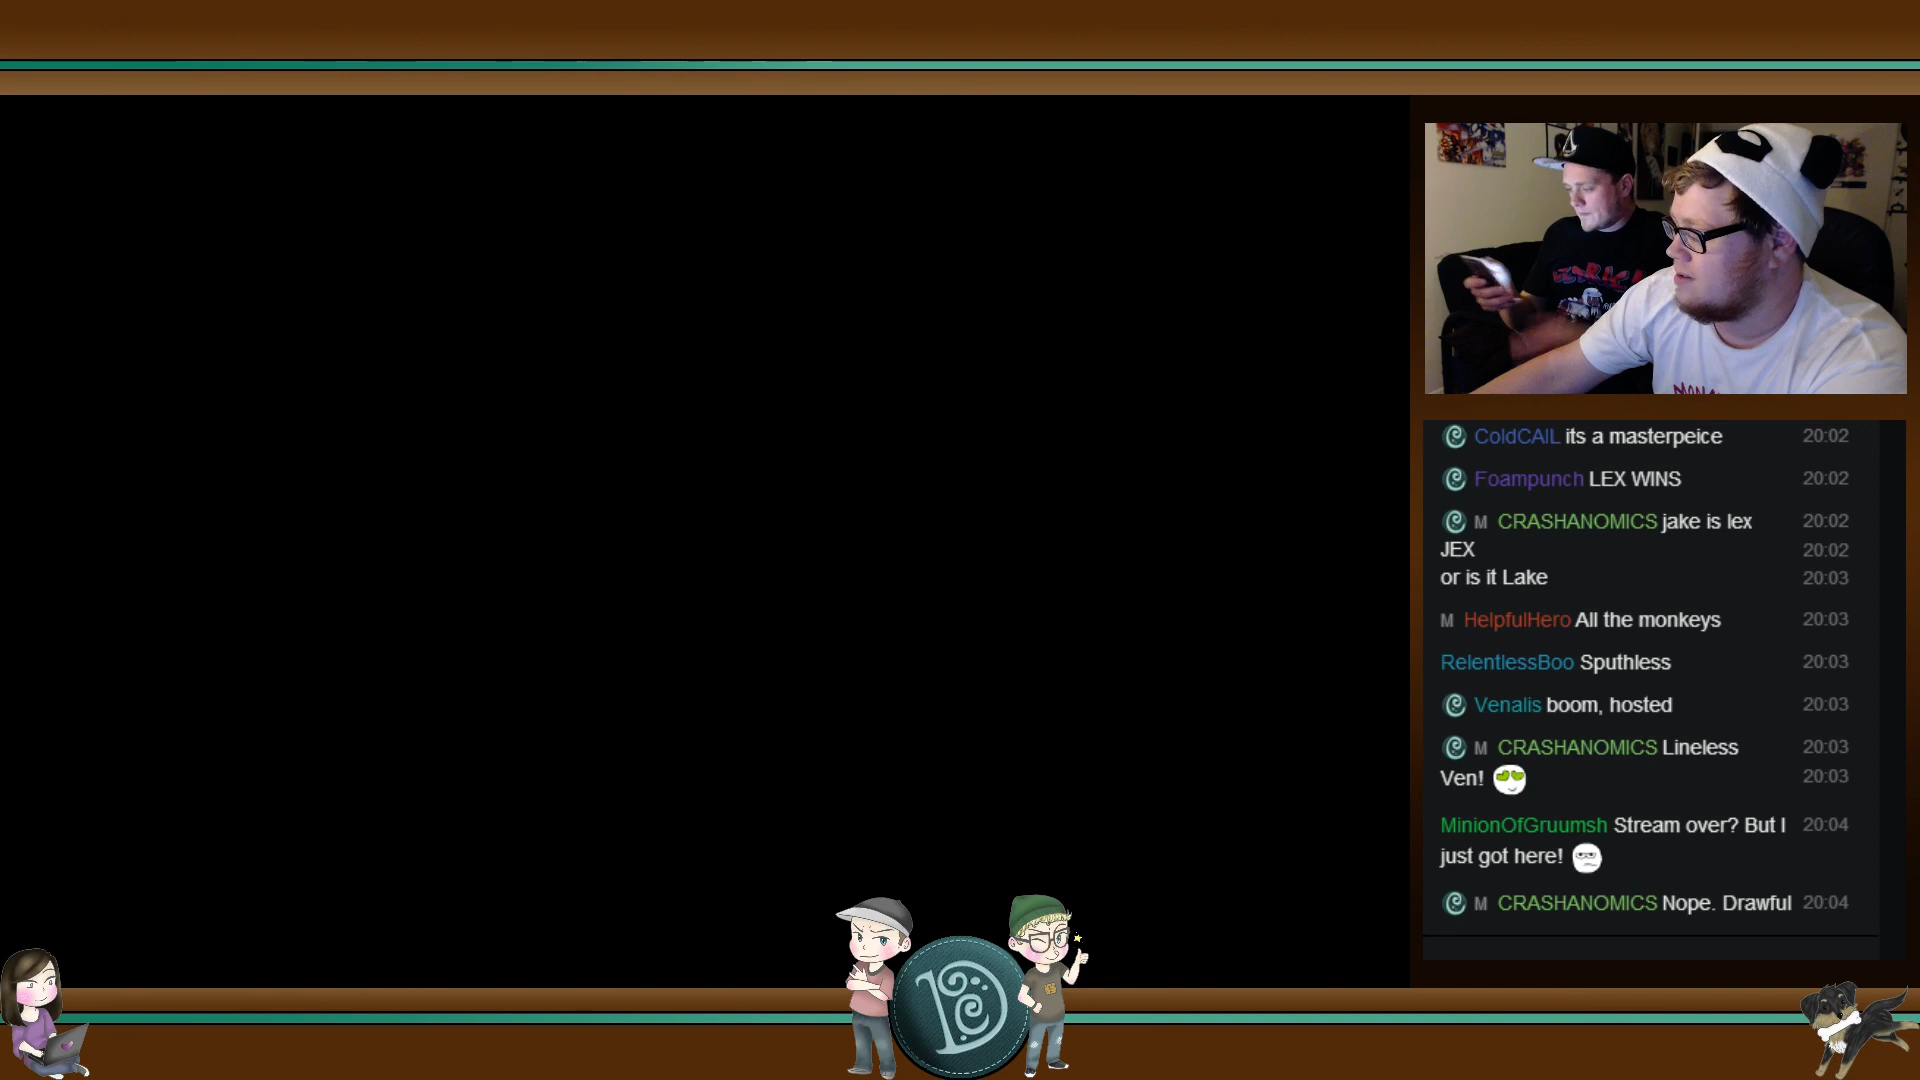 ColdCAIL its a masterpeice 20:02
Foampunch LEX WINS 20:02
M CRASHANOMICS jake is lex 20:02
JEX 20:02
or is it Lake 20:03
M HelpfulHero All the monkeys 20:03
RelentlessBoo Sputhless 20:03
Venalis boom, hosted 20:03
M CRASHANOMICS Lineless 20:03
Ven! 20:03
MinionOfGruumsh Stream over? But I 20:04
just got here!
M CRASHANOMICS Nope. Drawful 20:04
D